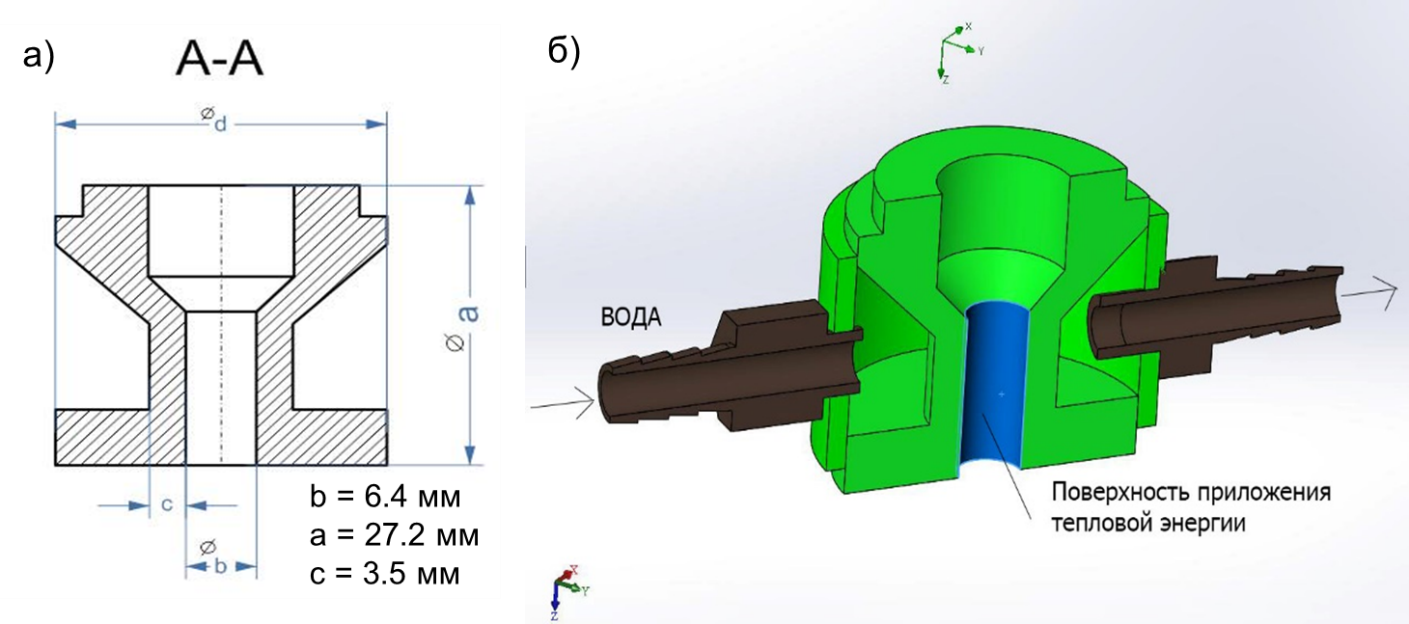 а)
А-А
⌀
d
⌀ a
c
⌀
b
b = 6.4 мм
a = 27.2 мм
c = 3.5 мм
б)
X
Y
Z
ВОДА
Поверхность приложения
тепловой энергии
X
Y
Z